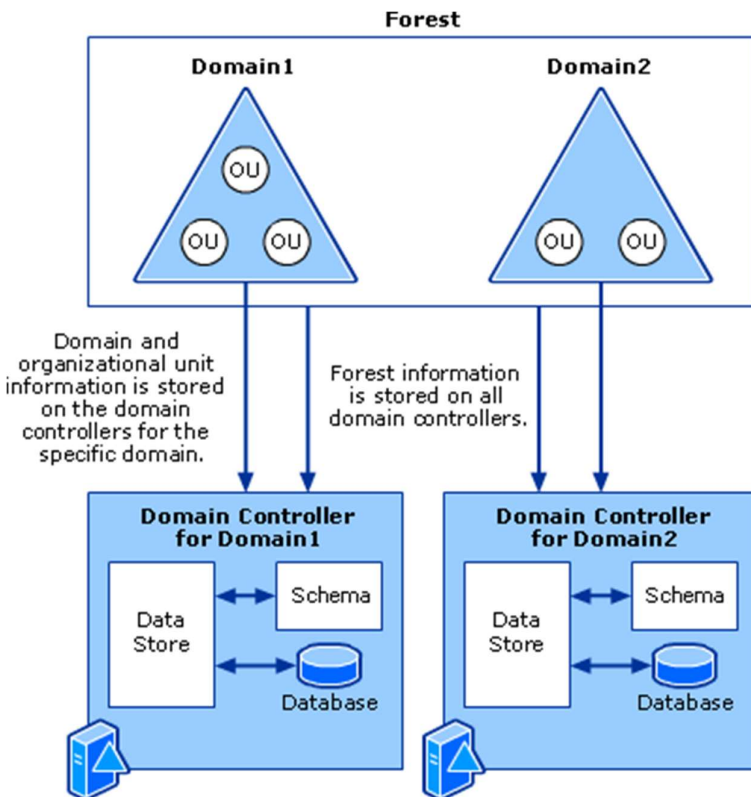 Forest
Domain1
Domain2
OU
OU
OU
OU
OU
Domain and
organizational unit
information is stored
on the domain
controllers for the
specific domain.
Forest information
is stored on all
domain controllers.
Domain Controller
for Domain1
Data
Store
Schema
Database
Domain Controller
for Domain2
Data
Store
Schema
Database